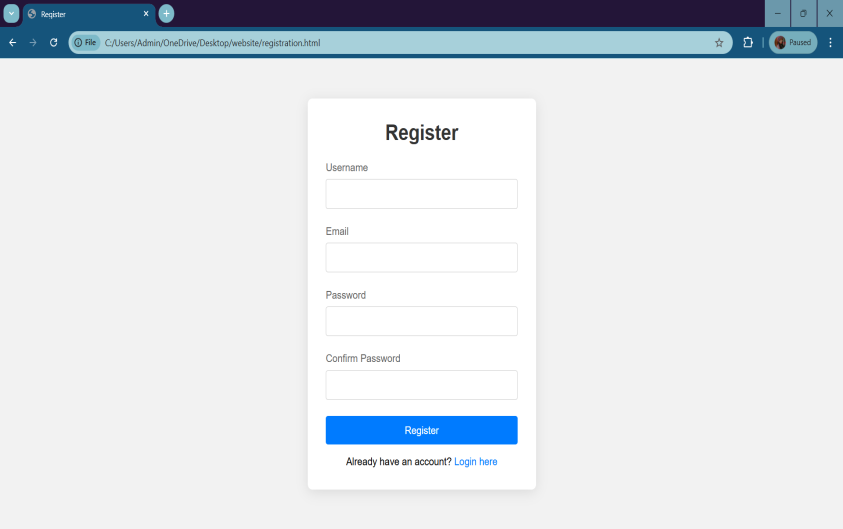 Register
File C:/Users/Admin/OneDrive/Desktop/website/registration.html Paused
Register
Username
Email
Password
Confirm Password
Register
Already have an account? Login here